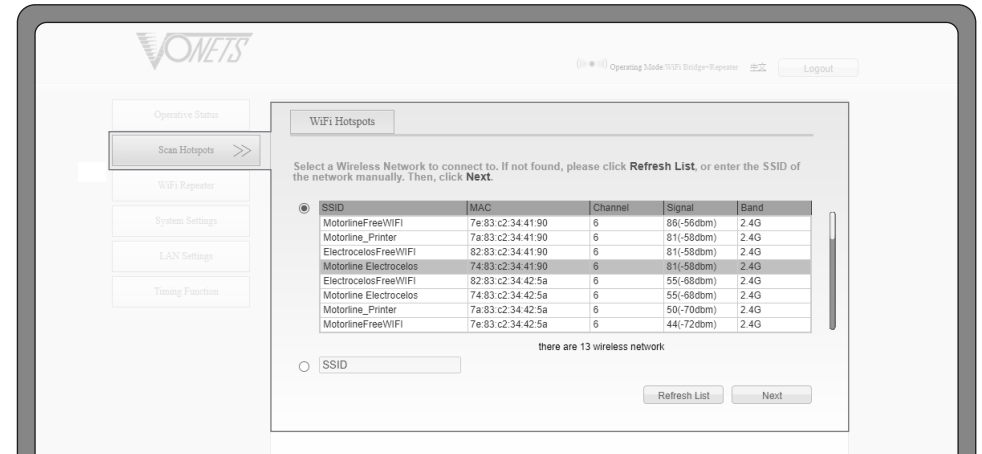 VONETS
Operating Mode:WiFi Bridge+Repeater 中文 Logout
Operative Status
Scan Hotspots
WiFi Repeater
System Settings
LAN Settings
Timing Function
WiFi Hotspots
Select a Wireless Network to connect to. If not found, please click Refresh List, or enter the SSID of
the network manually. Then, click Next.
SSID MAC Channel Signal Band
MotorlineFreeWIFI 7e:83:c2:34:41:90 6 86(-56dbm) 2.4G
Motorline_Printer 7a:83:c2:34:41:90 6 81(-58dbm) 2.4G
ElectrocelosFreeWIFI 82:83:c2:34:41:90 6 81(-58dbm) 2.4G
Motorline Electrocelos 74:83:c2:34:41:90 6 81(-58dbm) 2.4G
ElectrocelosFreeWIFI 82:83:c2:34:42:5a 6 55(-68dbm) 2.4G
Motorline Electrocelos 74:83:c2:34:42:5a 6 55(-68dbm) 2.4G
Motorline_Printer 7a:83:c2:34:42:5a 6 50(-70dbm) 2.4G
MotorlineFreeWIFI 7e:83:c2:34:42:5a 6 44(-72dbm) 2.4G
there are 13 wireless network
SSID
Refresh List Next